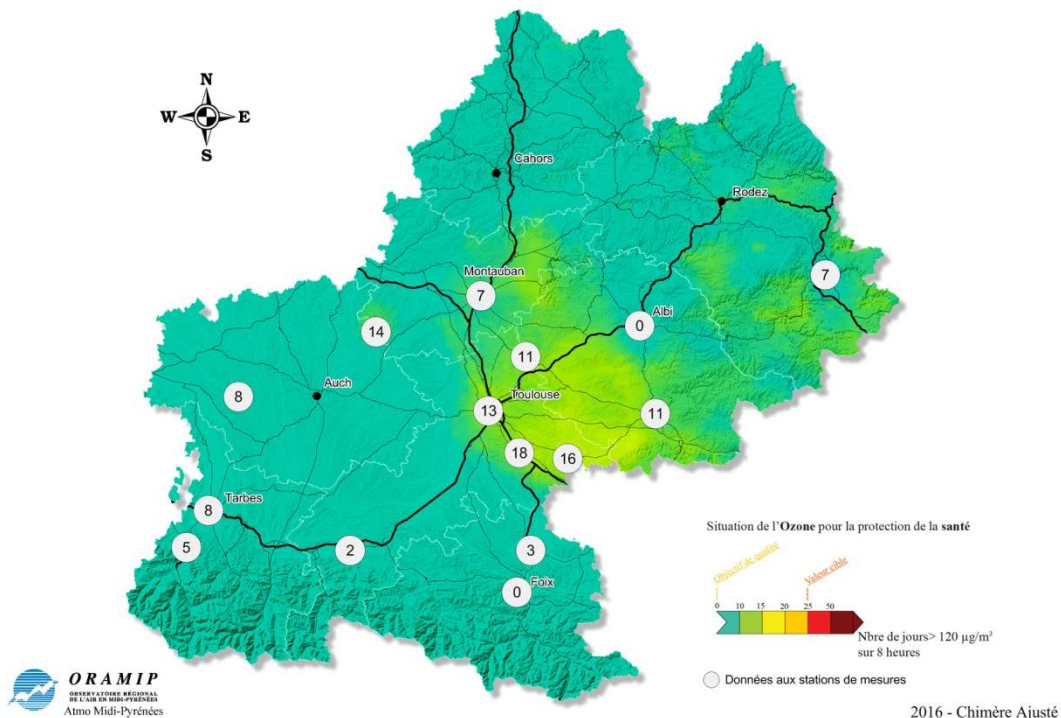 N
W E
S
Cahors
Rodez
Montauban
7
7
14
Albi
0
11
Auch
8
Toulouse
13
11
18
16
Tarbes
8
5
2
3
Foix
0
Situation de l'Ozone pour la protection de la santé
Objectif de qualité
Valeur cible
0 10 15 20 25 50
Nbre de jours> 120 µg/m³
sur 8 heures
Données aux stations de mesures
ORAMIP
OBSERVATOIRE RÉGIONAL
DE L'AIR EN MIDI-PYRÉNÉES
Atmo Midi-Pyrénées
2016 - Chimère Ajusté